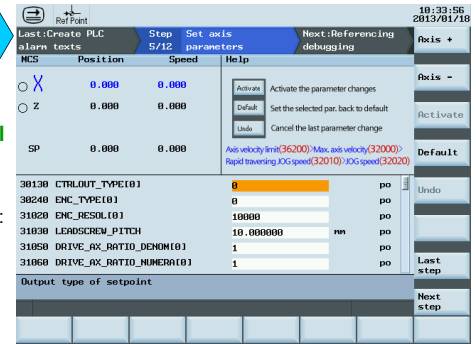 Ref Point
10:33:56
2013/01/18
Last:Create PLC alarm texts
Step 5/12
Set axis parameters
Next:Referencing debugging
Axis +
MCS Position Speed Help
X 0.000 0.000
Activate Activate the parameter changes
Axis -
Z 0.000 0.000
Default Set the selected par. back to default
Activate
Undo Cancel the last parameter change
SP 0.000 0.000
Axis velocity limit(36200)>Max. axis velocity(32000)>
Rapid traversing JOG speed(32010)>JOG speed(32020)
Default
30130 CTRLOUT_TYPE[0] 0 po
Undo
30240 ENC_TYPE[0] 0 po
31020 ENC_RESOL[0] 10000 po
31030 LEADSCREW_PITCH 10.000000 mm po
31050 DRIVE_AX_RATIO_DENOM[0] 1 po
31060 DRIVE_AX_RATIO_NUMERA[0] 1 po
Last step
Output type of setpoint
Next step